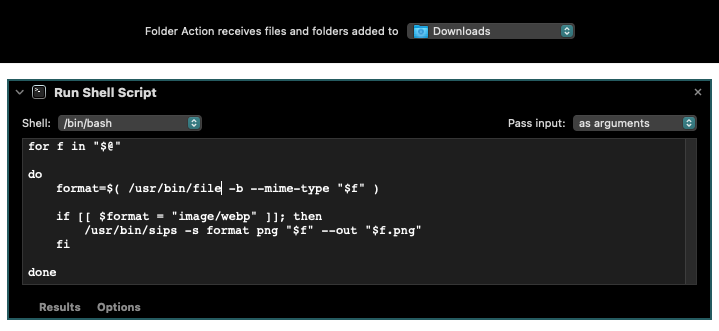 Folder Action receives files and folders added to Downloads
Run Shell Script
Shell: /bin/bash Pass input: as arguments
for f in "$@"
do
format=$( /usr/bin/file -b --mime-type "$f" )
if [[ $format = "image/webp" ]]; then
/usr/bin/sips -s format png "$f" --out "$f.png"
fi
done
Results Options